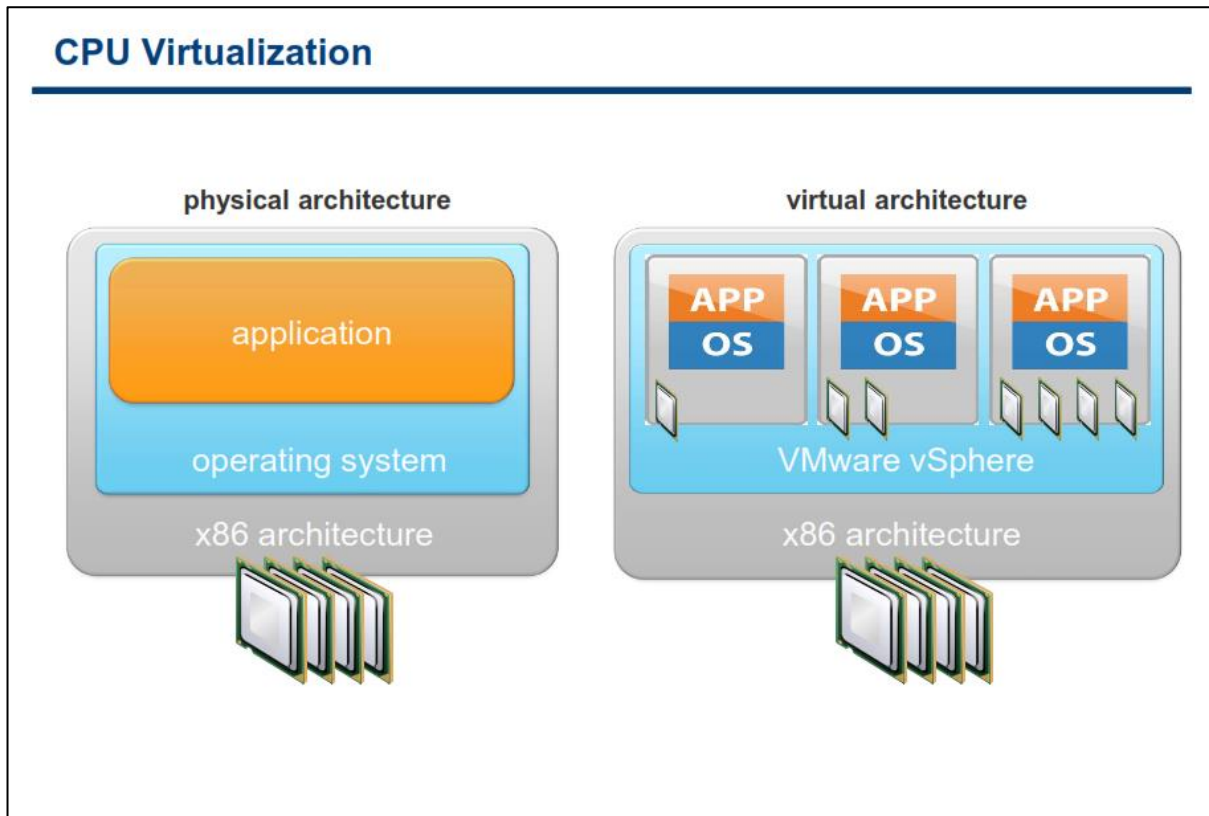 CPU Virtualization
physical architecture
application
operating system
x86 architecture
virtual architecture
APP
OS
APP
OS
APP
OS
VMware vSphere
x86 architecture